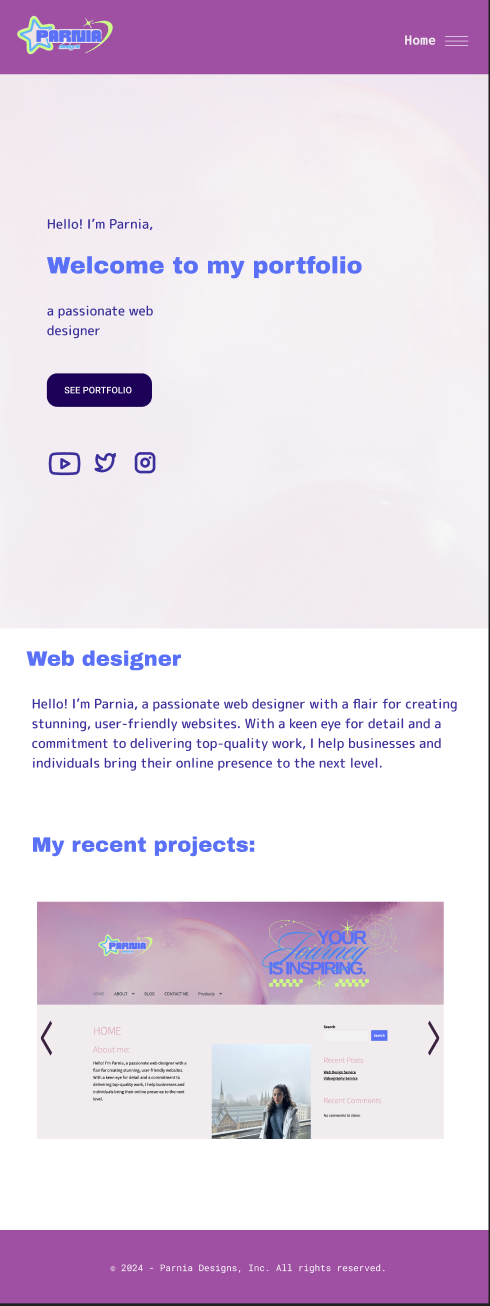 PARNIA
designs
Home
Hello! I'm Parnia,
Welcome to my portfolio
a passionate web
designer
SEE PORTFOLIO
Web designer
Hello! I'm Parnia, a passionate web designer with a flair for creating
stunning, user-friendly websites. With a keen eye for detail and a
commitment to delivering top-quality work, I help businesses and
individuals bring their online presence to the next level.
My recent projects:
PARNIA
YOUR
Journey
IS INSPIRING.
HOME ABOUT BLOG CONTACT ME Products
HOME
About me:
Hello! I'm Parnia, a passionate web designer with a
flair for creating stunning, user-friendly websites.
With a keen eye for detail and a commitment to
delivering top-quality work, I help businesses and
individuals bring their online presence to the next
level.
Search
Search
Recent Posts
Web Design Service
Videography Service
Recent Comments
No comments to show.
© 2024 - Parnia Designs, Inc. All rights reserved.